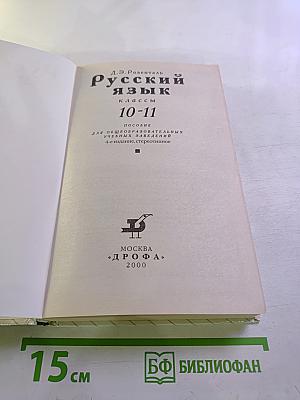 Д. Э. Розенталь
Русский
язык
классы
10-11
ПОСОБИЕ
ДЛЯ ОБЩЕОБРАЗОВАТЕЛЬНЫХ
УЧЕБНЫХ ЗАВЕДЕНИЙ
4-е издание, стереотипное
МОСКВА
«ДРОФА»
2000
15 см
БФ БИБЛИОФАН